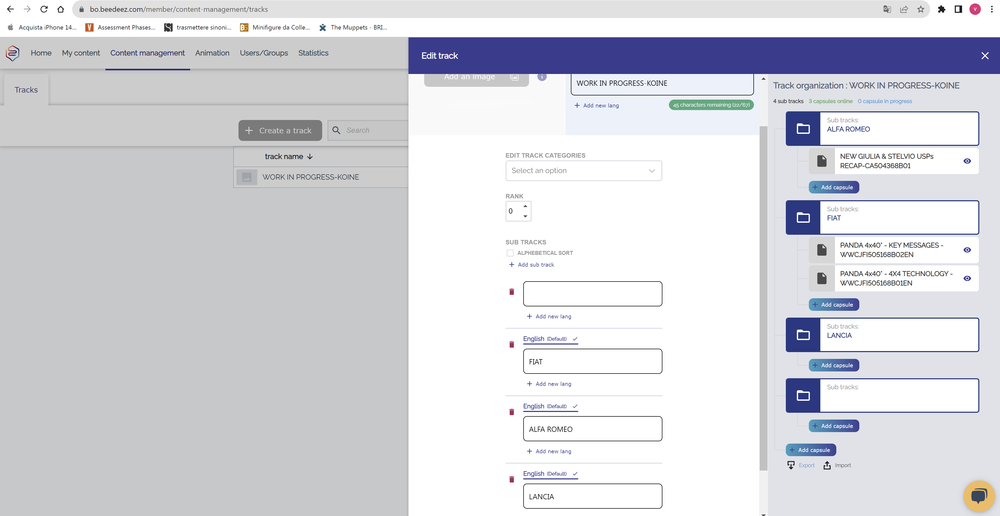 bo.beedeez.com/member/content-management/tracks
V
Acquista iPhone 14...
Assessment Phases...
trasmettere sinoni...
Minifigure da Colle...
The Muppets - BRI...
Home
My content
Content management
Animation
Users/Groups
Statistics
Tracks
+ Create a track
Search
track name
WORK IN PROGRESS-KOINE
Edit track
Add an image
WORK IN PROGRESS-KOINE
+ Add new lang
45 characters remaining (22/67)
EDIT TRACK CATEGORIES
Select an option
RANK
0
SUB TRACKS
ALPHEBETICAL SORT
+ Add sub track
+ Add new lang
English (Default)
FIAT
+ Add new lang
English (Default)
ALFA ROMEO
+ Add new lang
English (Default)
LANCIA
Track organization : WORK IN PROGRESS-KOINE
4 sub tracks 3 capsules online 0 capsule in progress
Sub tracks:
ALFA ROMEO
NEW GIULIA & STELVIO USPs
RECAP-CA504368B01
+ Add capsule
Sub tracks:
FIAT
PANDA 4x40° - KEY MESSAGES -
WWCJFI505168B02EN
PANDA 4x40° - 4X4 TECHNOLOGY -
WWCJFI505168B01EN
+ Add capsule
Sub tracks:
LANCIA
+ Add capsule
Sub tracks:
+ Add capsule
+ Add capsule
Export
Import